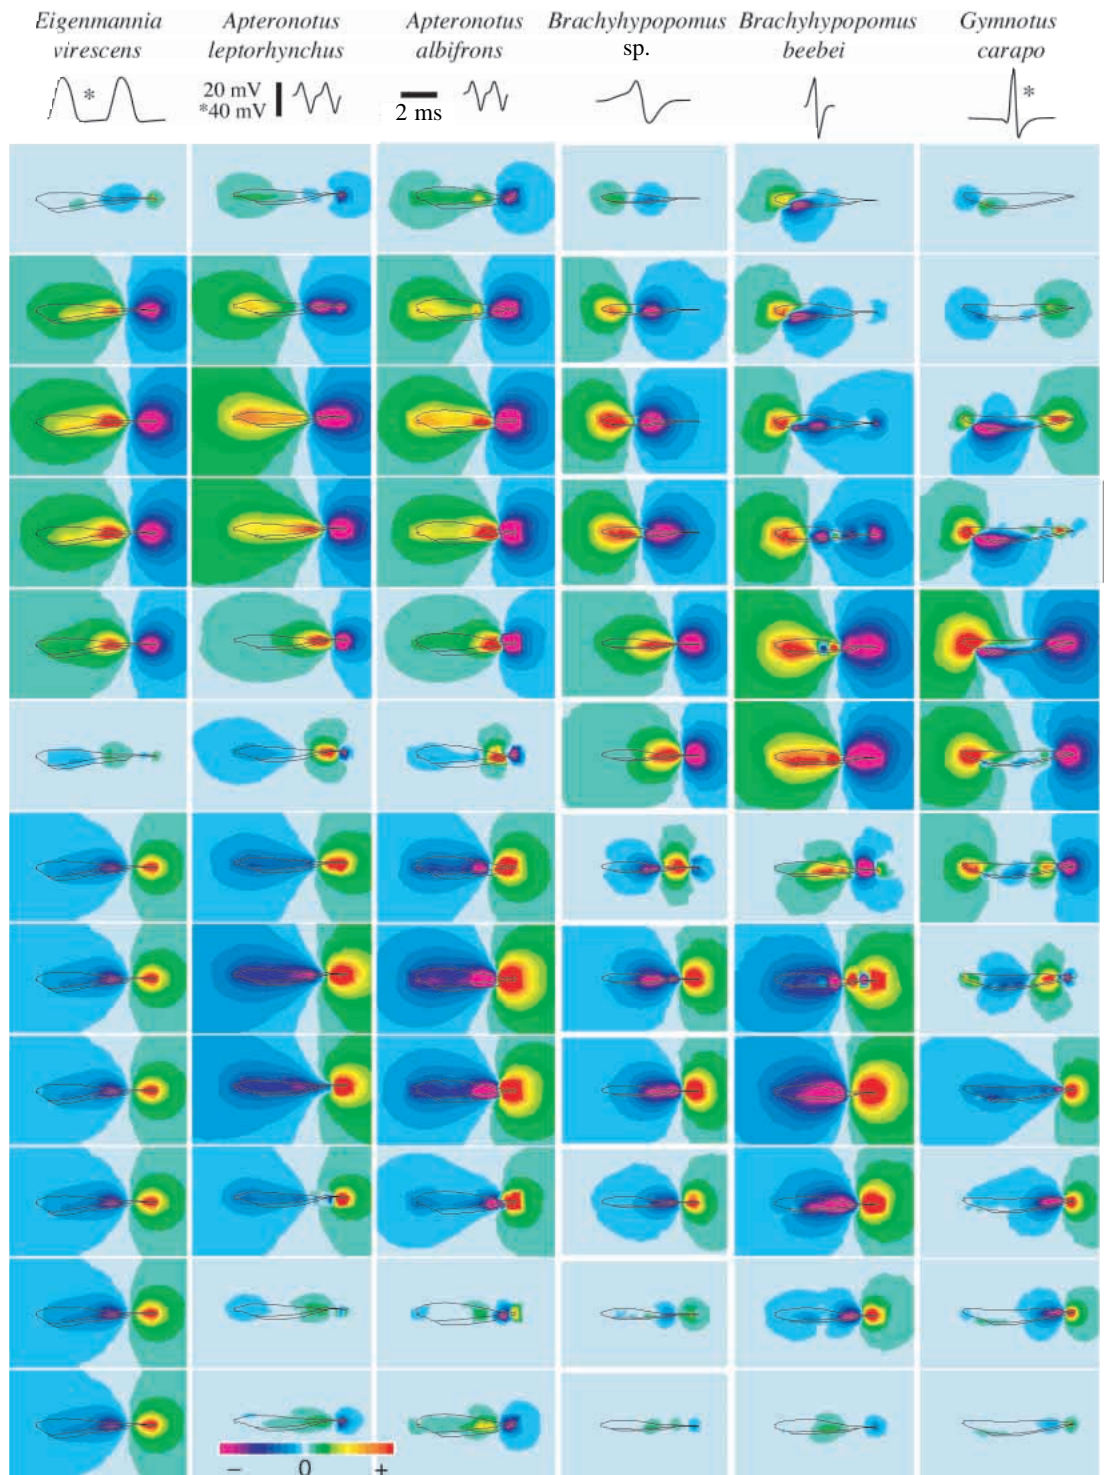 Eigenmannia virescens
Apteronotus leptorhynchus
Apteronotus albifrons
Brachyhypopomus sp.
Brachyhypopomus beebei
Gymnotus carapo
*
20 mV
*40 mV
2 ms
*
– 0 +